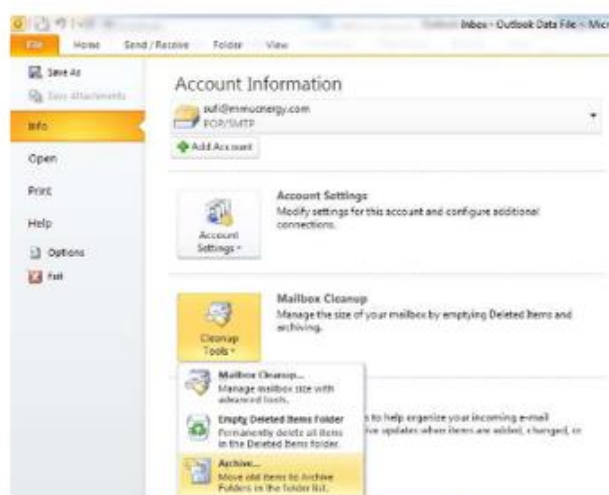 Inbox - Outlook Data File - Micr
File Home Send / Receive Folder View
Save As
Save Attachments
Info
Open
Print
Help
Options
Exit
Account Information
POP/SMTP
Add Account
Account Settings
Account Settings
Modify settings for this account and configure additional
connections.
Cleanup
Tools
Mailbox Cleanup
Manage the size of your mailbox by emptying Deleted Items and
archiving.
Mailbox Cleanup...
Manage mailbox size with
advanced tools.
Empty Deleted Items Folder
Permanently delete all items
in the Deleted Items folder.
Archive...
Move old items to Archive
Folders in the folder list.
s to help organize your incoming e-mail
ive updates when items are added, changed, or